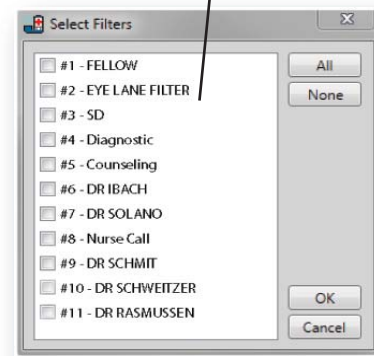 Select Filters
#1 - FELLOW
#2 - EYE LANE FILTER
#3 - SD
#4 - Diagnostic
#5 - Counseling
#6 - DR IBACH
#7 - DR SOLANO
#8 - Nurse Call
#9 - DR SCHMIT
#10 - DR SCHWEITZER
#11 - DR RASMUSSEN
All
None
OK
Cancel